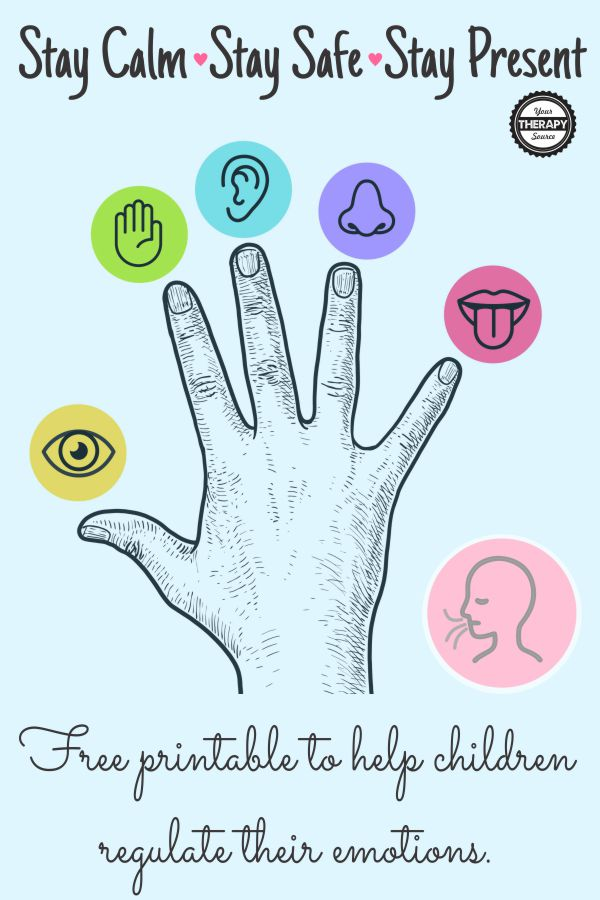 Stay Calm♥Stay Safe♥Stay Present
Your
THERAPY
Source
Free printable to help children
regulate their emotions.